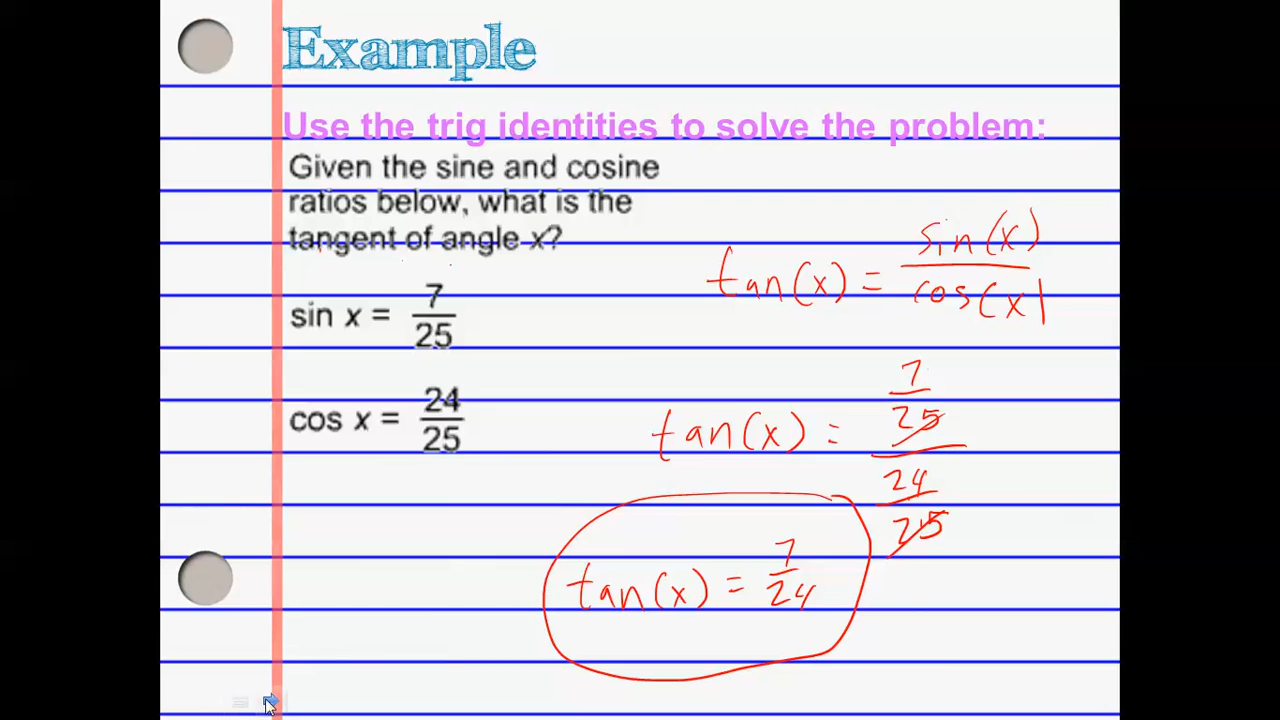 Example
Use the trig identities to solve the problem:
Given the sine and cosine
ratios below, what is the
tangent of angle x?
sin x = 7/25
cos x = 24/25
tan(x) = sin(x)/cos(x)
tan(x) = 7/25 / 24/25
tan(x) = 7/24